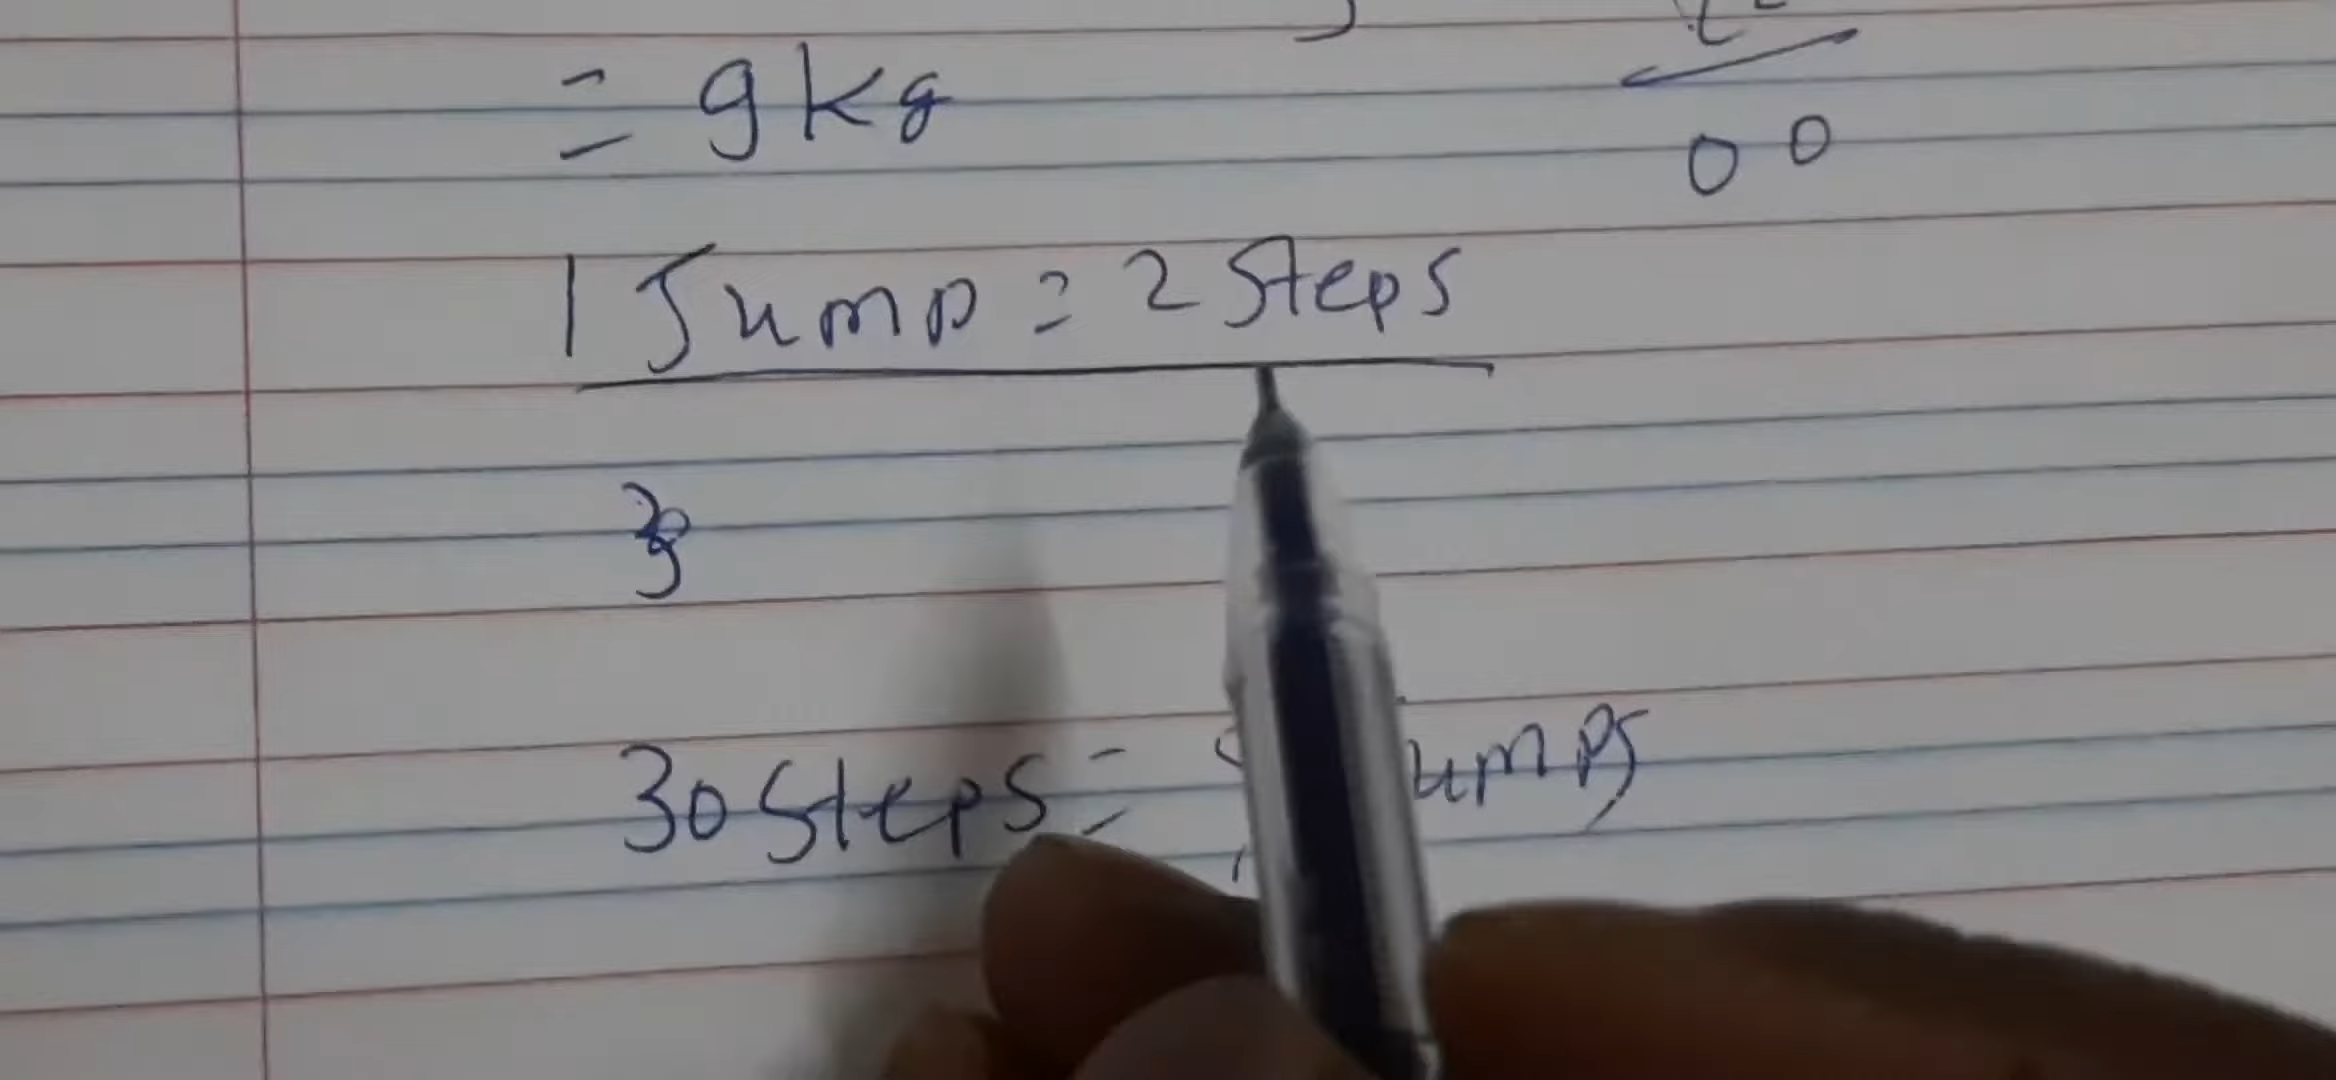 = 9kg
00
1 Jump = 2 Steps
30 Steps = umps